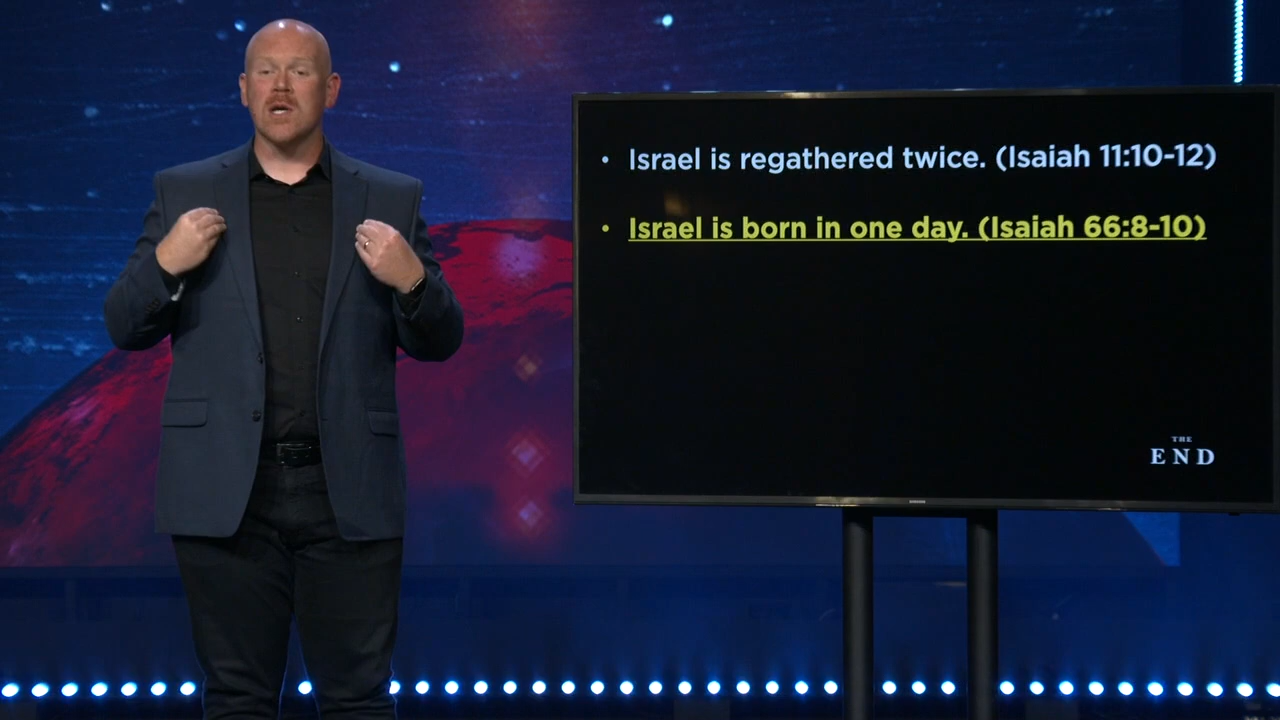 • Israel is regathered twice. (Isaiah 11:10-12)
• Israel is born in one day. (Isaiah 66:8-10)
THE
END
SAMSUNG